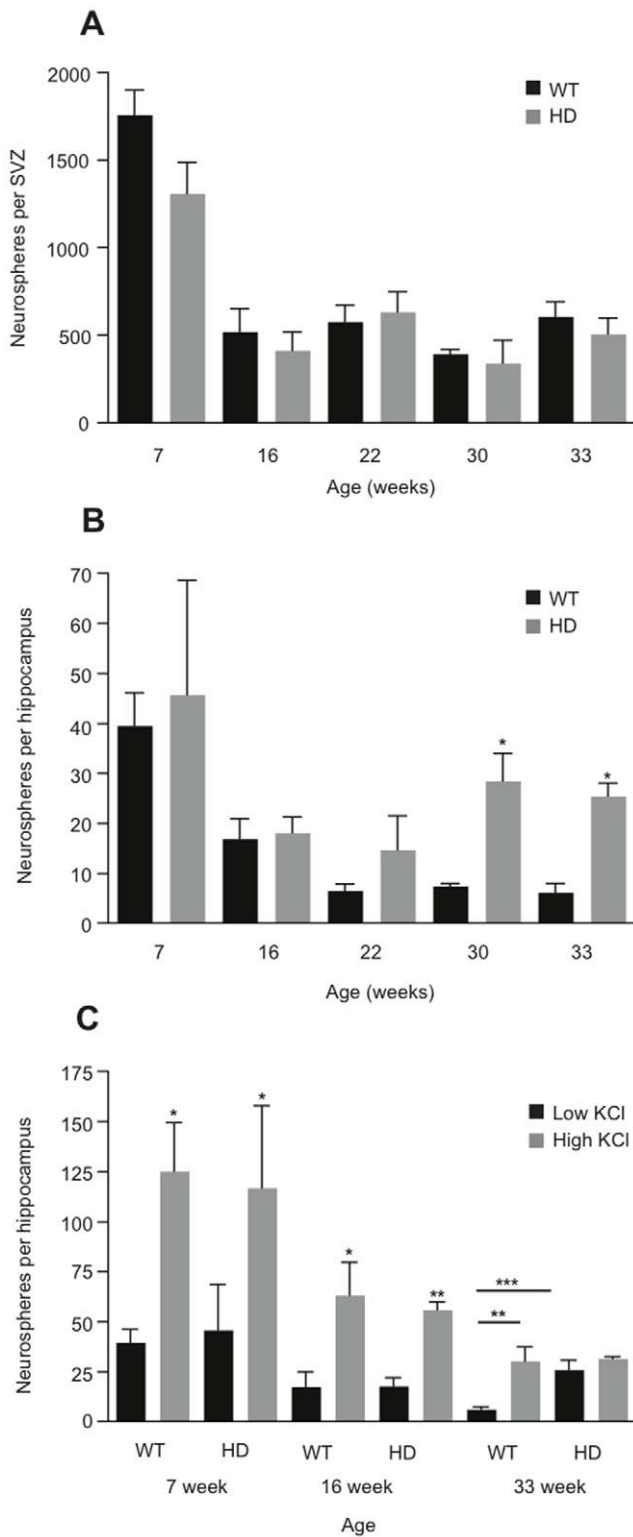 A
Neurospheres per SVZ
2000
1500
1000
500
0
WT
HD
7 16 22 30 33
Age (weeks)
B
Neurospheres per hippocampus
70
60
50
40
30
20
10
0
WT
HD
*
*
7 16 22 30 33
Age (weeks)
C
Neurospheres per hippocampus
175
150
125
100
75
50
25
0
Low KCl
High KCl
*
*
*
**
***
**
WT HD WT HD WT HD
7 week 16 week 33 week
Age